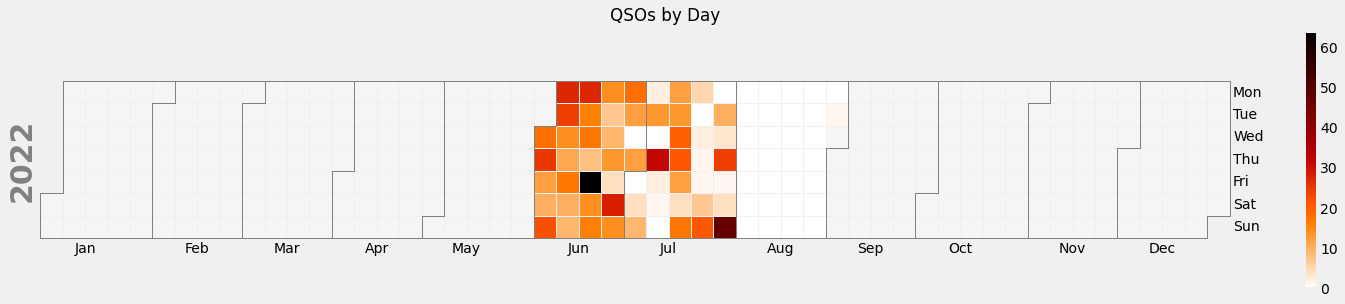 QSOs by Day
2022
Mon
Tue
Wed
Thu
Fri
Sat
Sun
Jan Feb Mar Apr May Jun Jul Aug Sep Oct Nov Dec
60
50
40
30
20
10
0